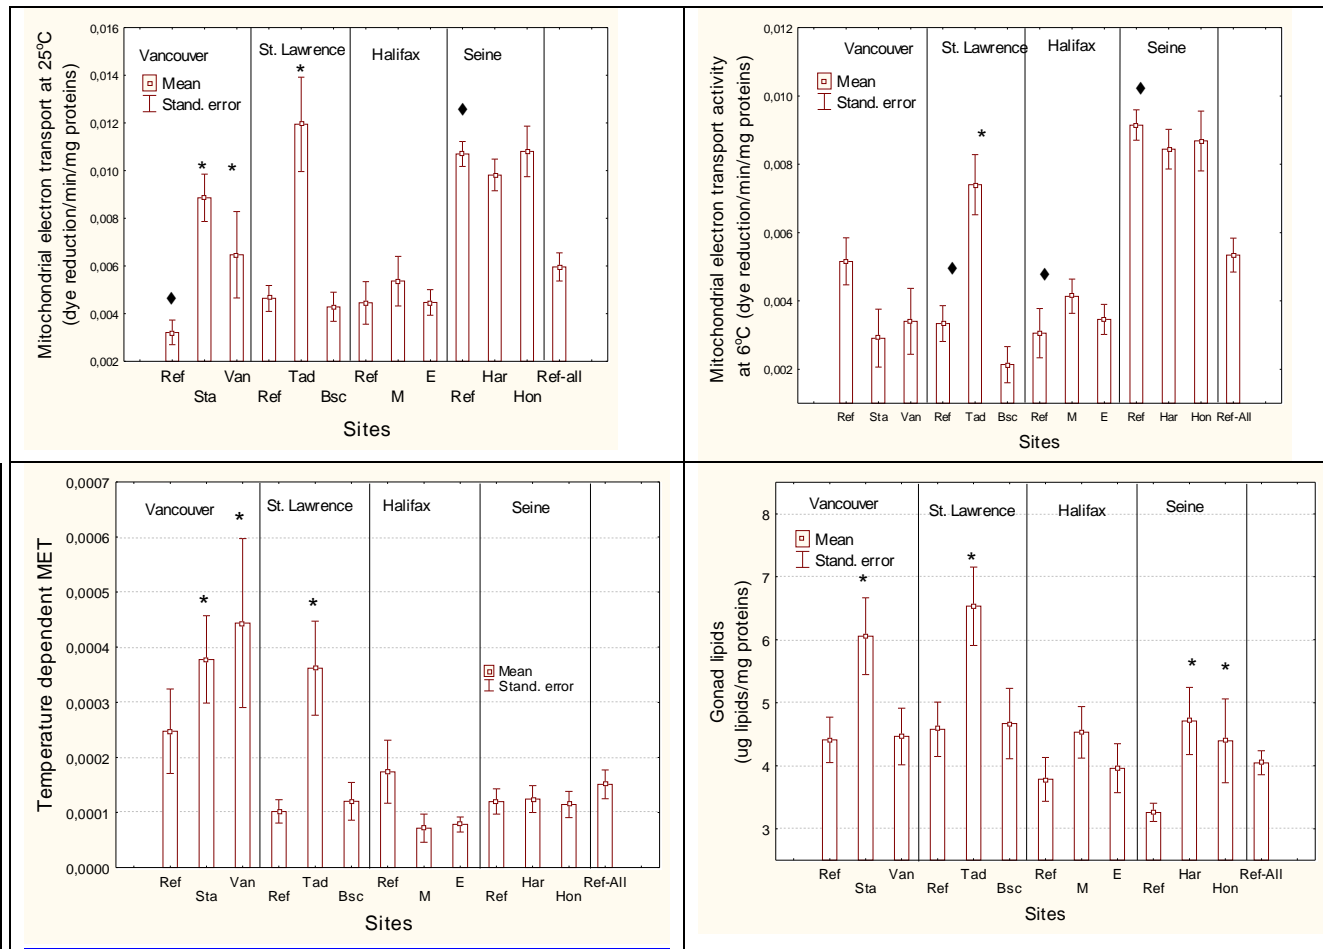 Mitochondrial electron transport at 25°C
(dye reduction/min/mg proteins)
0,016
0,014
0,012
0,010
0,008
0,006
0,004
0,002
Vancouver
St. Lawrence
Halifax
Seine
Mean
Stand. error
*
*
*
♦
♦
Ref
Sta
Van
Ref
Tad
Bsc
Ref
M
E
Ref
Har
Hon
Ref-all
Sites
Mitochondrial electron transport activity
at 6°C (dye reduction/min/mg proteins)
0,012
0,010
0,008
0,006
0,004
0,002
Vancouver
St. Lawrence
Halifax
Seine
*
♦
♦
♦
Ref
Sta
Van
Ref
Tad
Bsc
Ref
M
E
Ref
Har
Hon
Ref-All
Sites
Temperature dependent MET
0,0007
0,0006
0,0005
0,0004
0,0003
0,0002
0,0001
0,0000
Vancouver
St. Lawrence
Halifax
Seine
*
*
*
Mean
Stand. error
Ref
Sta
Van
Ref
Tad
Bsc
Ref
M
E
Ref
Har
Hon
Ref-All
Sites
Gonad lipids
(ug lipids/mg proteins)
8
7
6
5
4
3
Vancouver
St. Lawrence
Halifax
Seine
Mean
Stand. error
*
*
*
*
Ref
Sta
Van
Ref
Tad
Bsc
Ref
M
E
Ref
Har
Hon
Ref-All
Sites